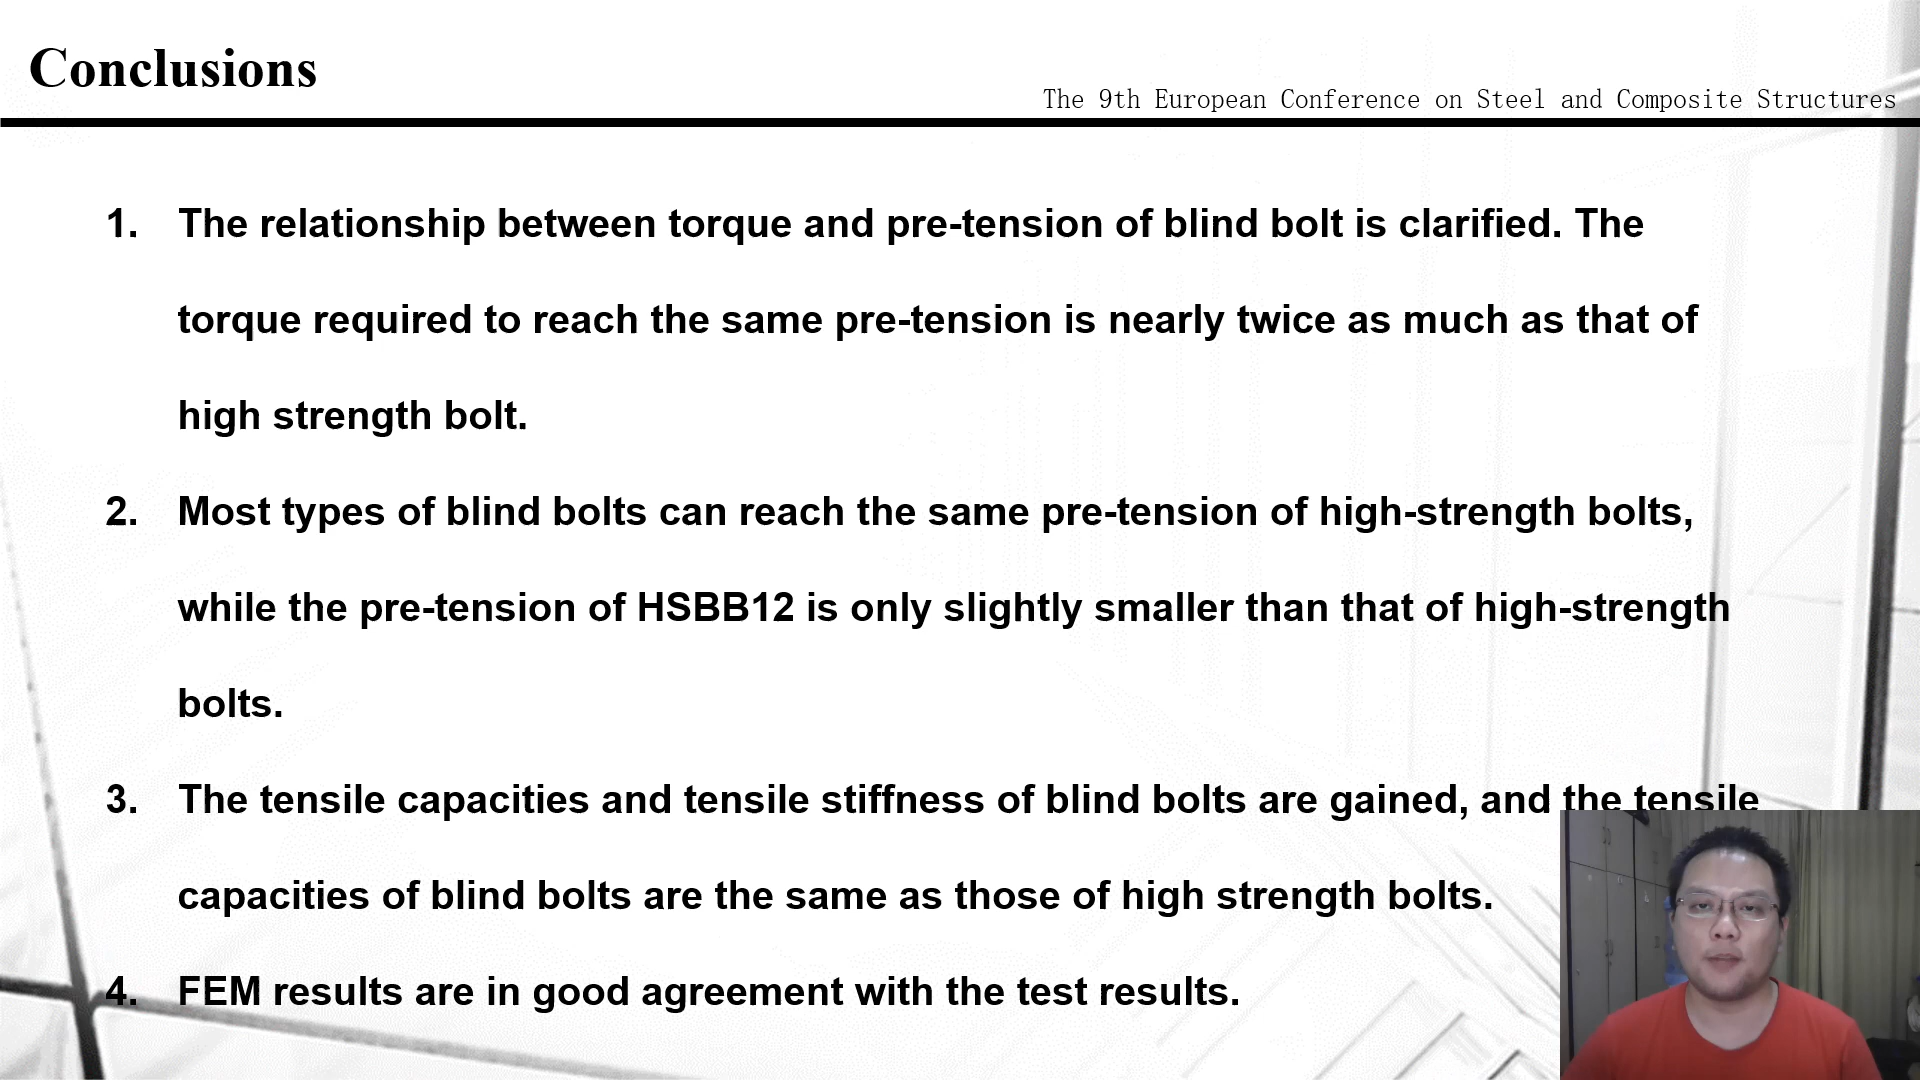 Conclusions
The 9th European Conference on Steel and Composite Structures
1. The relationship between torque and pre-tension of blind bolt is clarified. The
torque required to reach the same pre-tension is nearly twice as much as that of
high strength bolt.
2. Most types of blind bolts can reach the same pre-tension of high-strength bolts,
while the pre-tension of HSBB12 is only slightly smaller than that of high-strength
bolts.
3. The tensile capacities and tensile stiffness of blind bolts are gained, and the tensile
capacities of blind bolts are the same as those of high strength bolts.
4. FEM results are in good agreement with the test results.